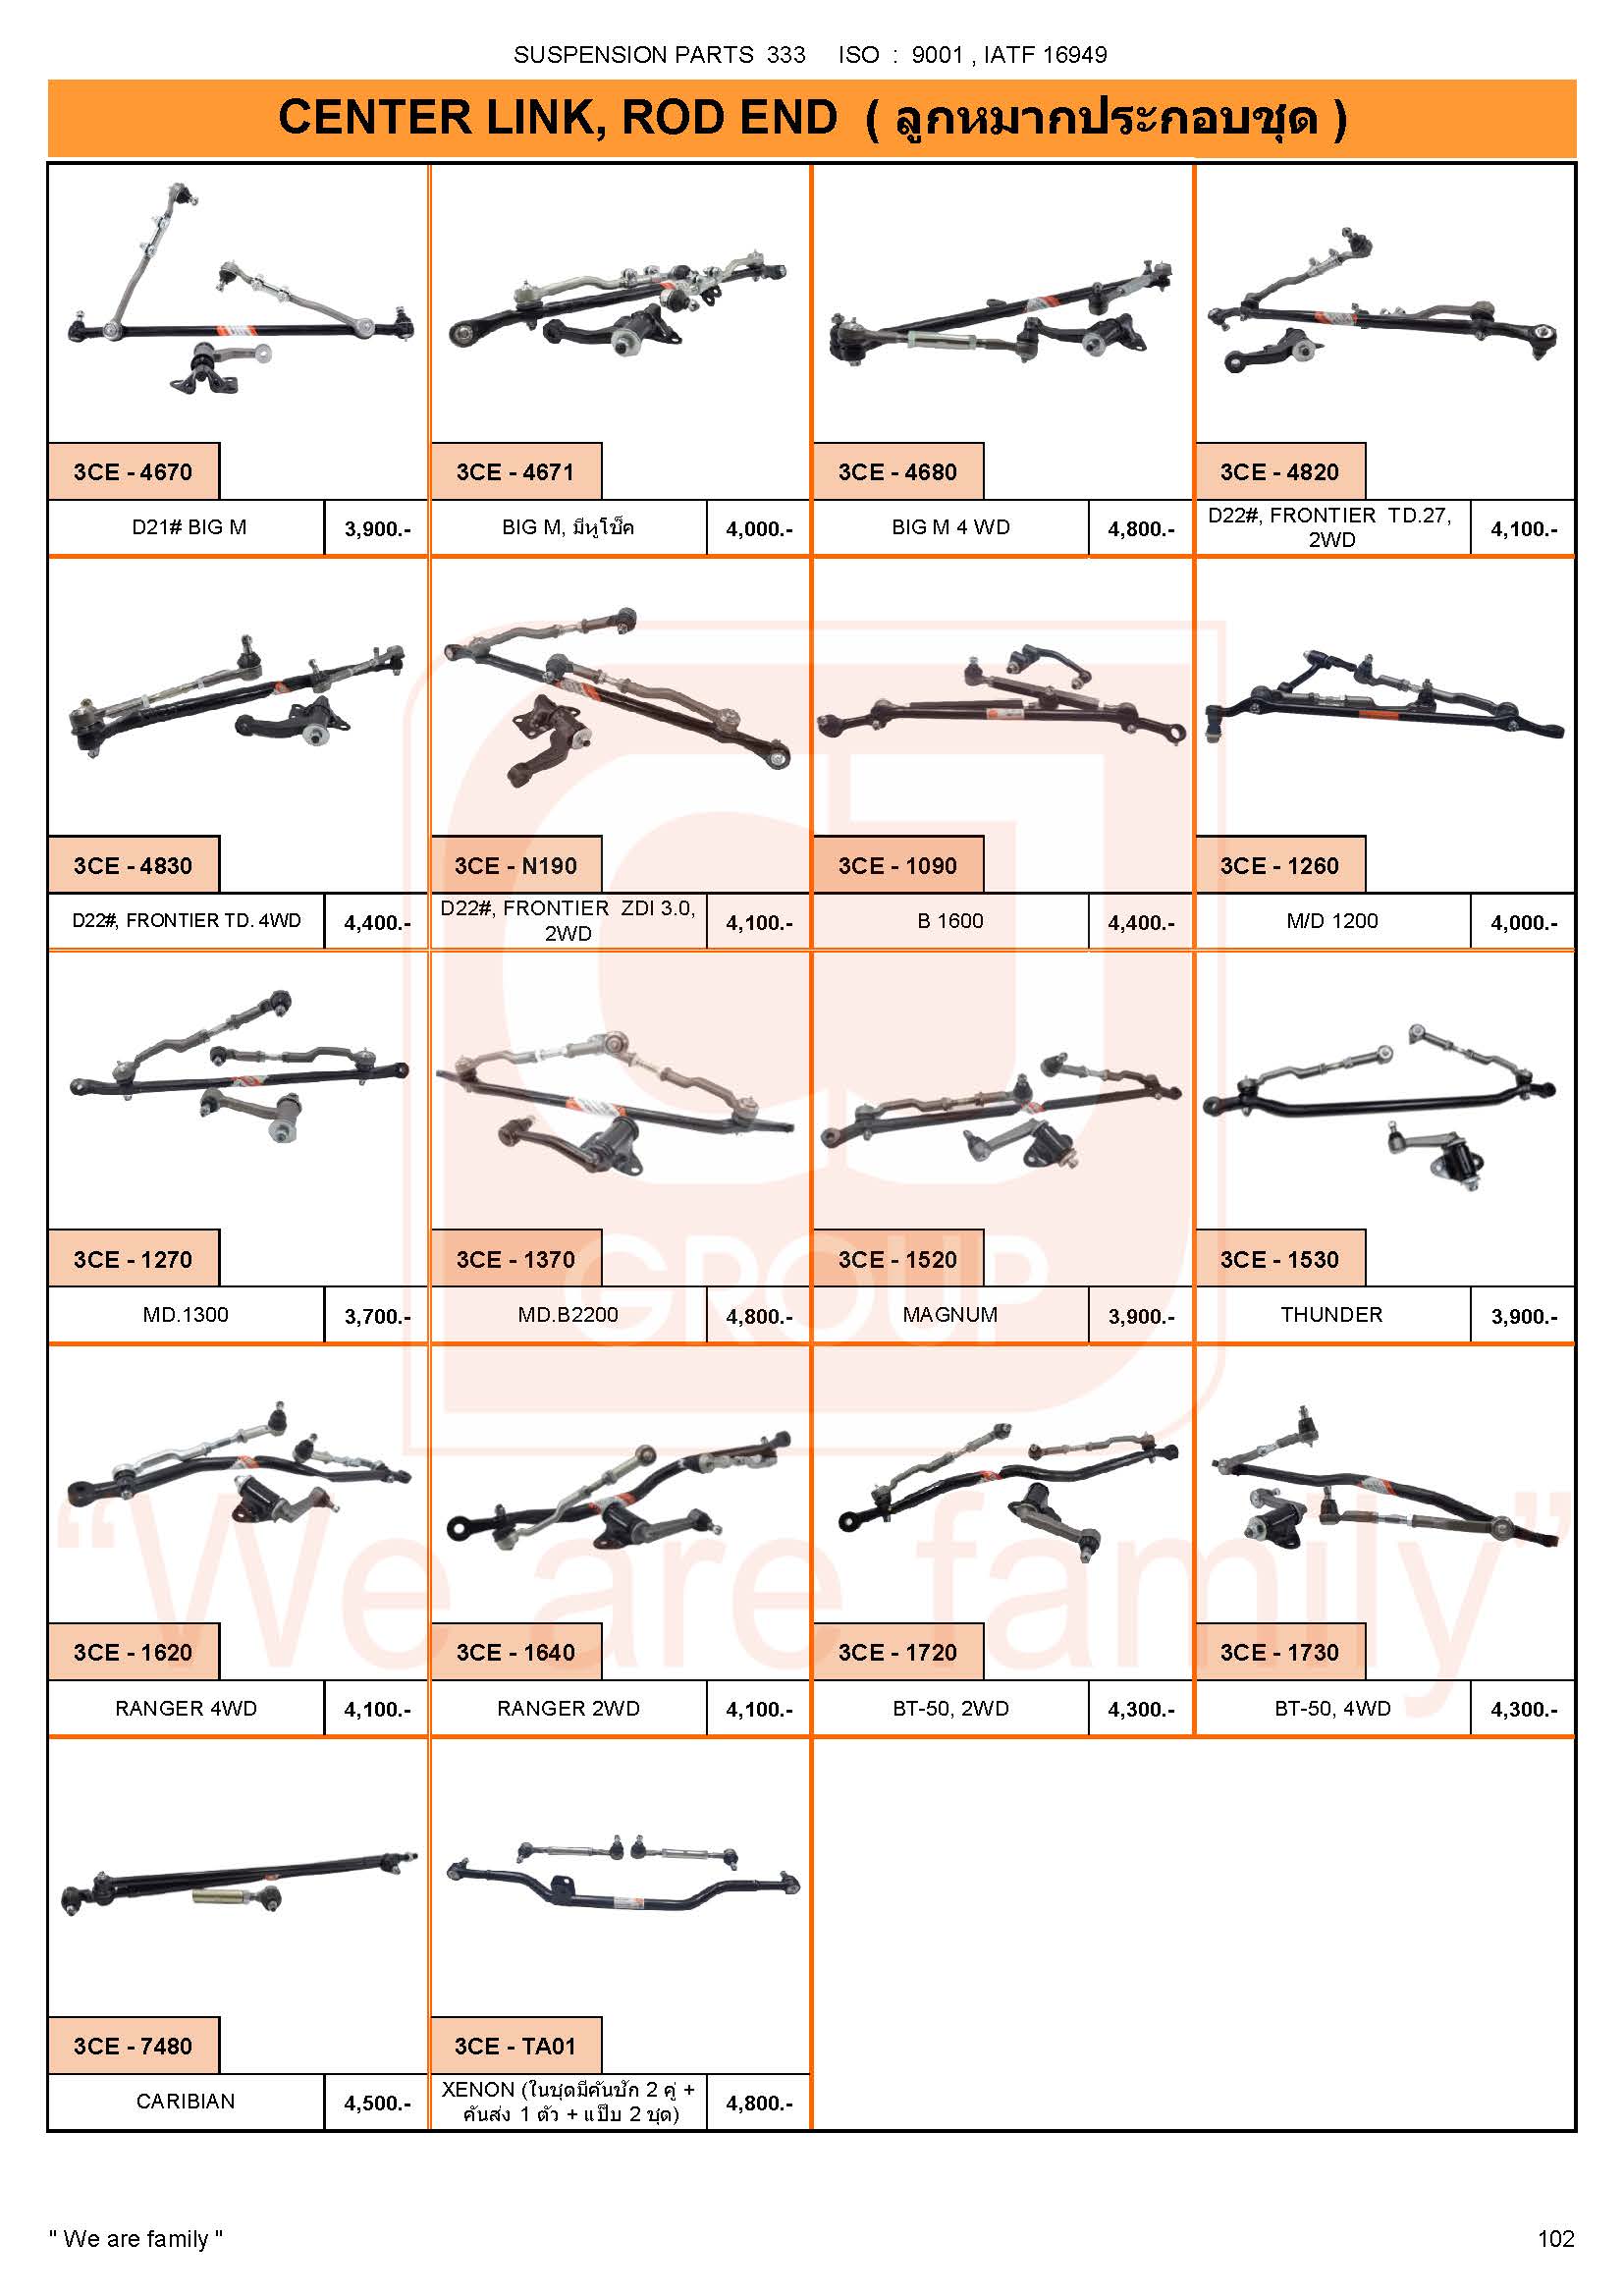 SUSPENSION PARTS 333 ISO : 9001 , IATF 16949
CENTER LINK, ROD END ( ลูกหมากประกอบชุด )
3CE - 4670
3CE - 4671
3CE - 4680
3CE - 4820
D21# BIG M
3,900.-
BIG M, มีหูโช๊ค
4,000.-
BIG M 4 WD
4,800.-
D22#, FRONTIER TD.27,
2WD
4,100.-
3CE - 4830
3CE - N190
3CE - 1090
3CE - 1260
D22#, FRONTIER TD. 4WD
4,400.-
D22#, FRONTIER ZDI 3.0,
2WD
4,100.-
B 1600
4,400.-
M/D 1200
4,000.-
3CE - 1270
3CE - 1370
3CE - 1520
3CE - 1530
MD.1300
3,700.-
MD.B2200
4,800.-
MAGNUM
3,900.-
THUNDER
3,900.-
3CE - 1620
3CE - 1640
3CE - 1720
3CE - 1730
RANGER 4WD
4,100.-
RANGER 2WD
4,100.-
BT-50, 2WD
4,300.-
BT-50, 4WD
4,300.-
3CE - 7480
3CE - TA01
CARIBIAN
4,500.-
XENON (ในชุดมีคันชัก 2 คู่ +
คันส่ง 1 ตัว + แป๊บ 2 ชุด)
4,800.-
CJ
GROUP
“We are family”
" We are family "
102